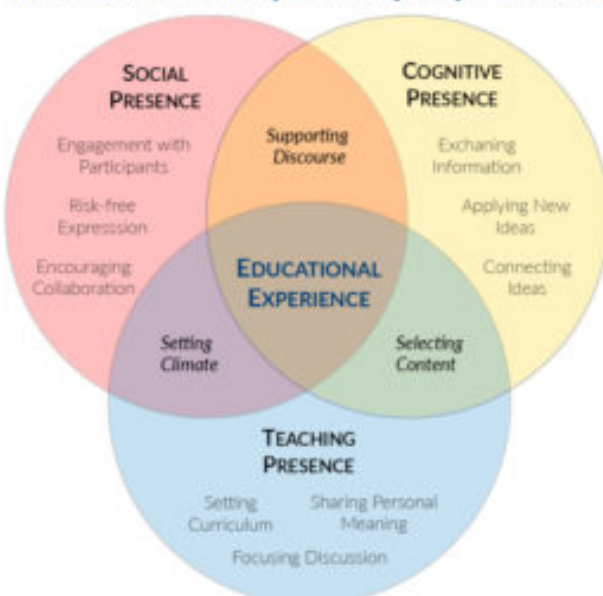 SOCIAL
PRESENCE
Engagement with
Participants
Risk-free
Expresssion
Encouraging
Collaboration
Supporting
Discourse
COGNITIVE
PRESENCE
Exchaning
Information
Applying New
Ideas
Connecting
Ideas
EDUCATIONAL
EXPERIENCE
Setting
Climate
Selecting
Content
TEACHING
PRESENCE
Setting
Curriculum
Sharing Personal
Meaning
Focusing Discussion